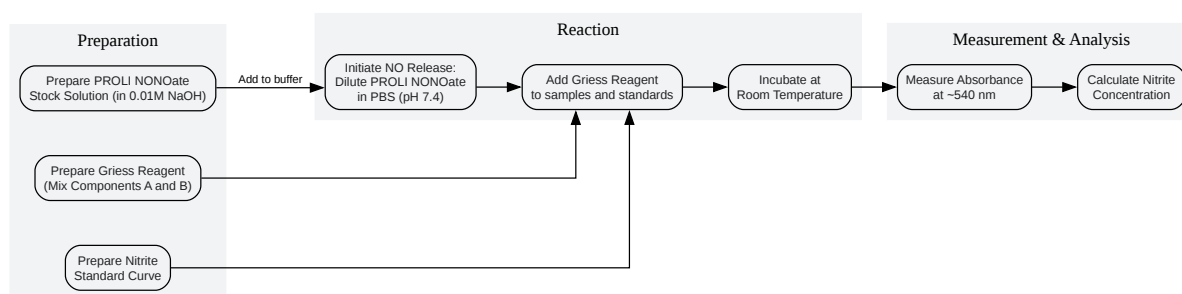 Preparation
Prepare PROLI NONOate
Stock Solution (in 0.01M NaOH)
Prepare Griess Reagent
(Mix Components A and B)
Prepare Nitrite
Standard Curve
Add to buffer
Reaction
Initiate NO Release:
Dilute PROLI NONOate
in PBS (pH 7.4)
Add Griess Reagent
to samples and standards
Incubate at
Room Temperature
Measurement & Analysis
Measure Absorbance
at ~540 nm
Calculate Nitrite
Concentration